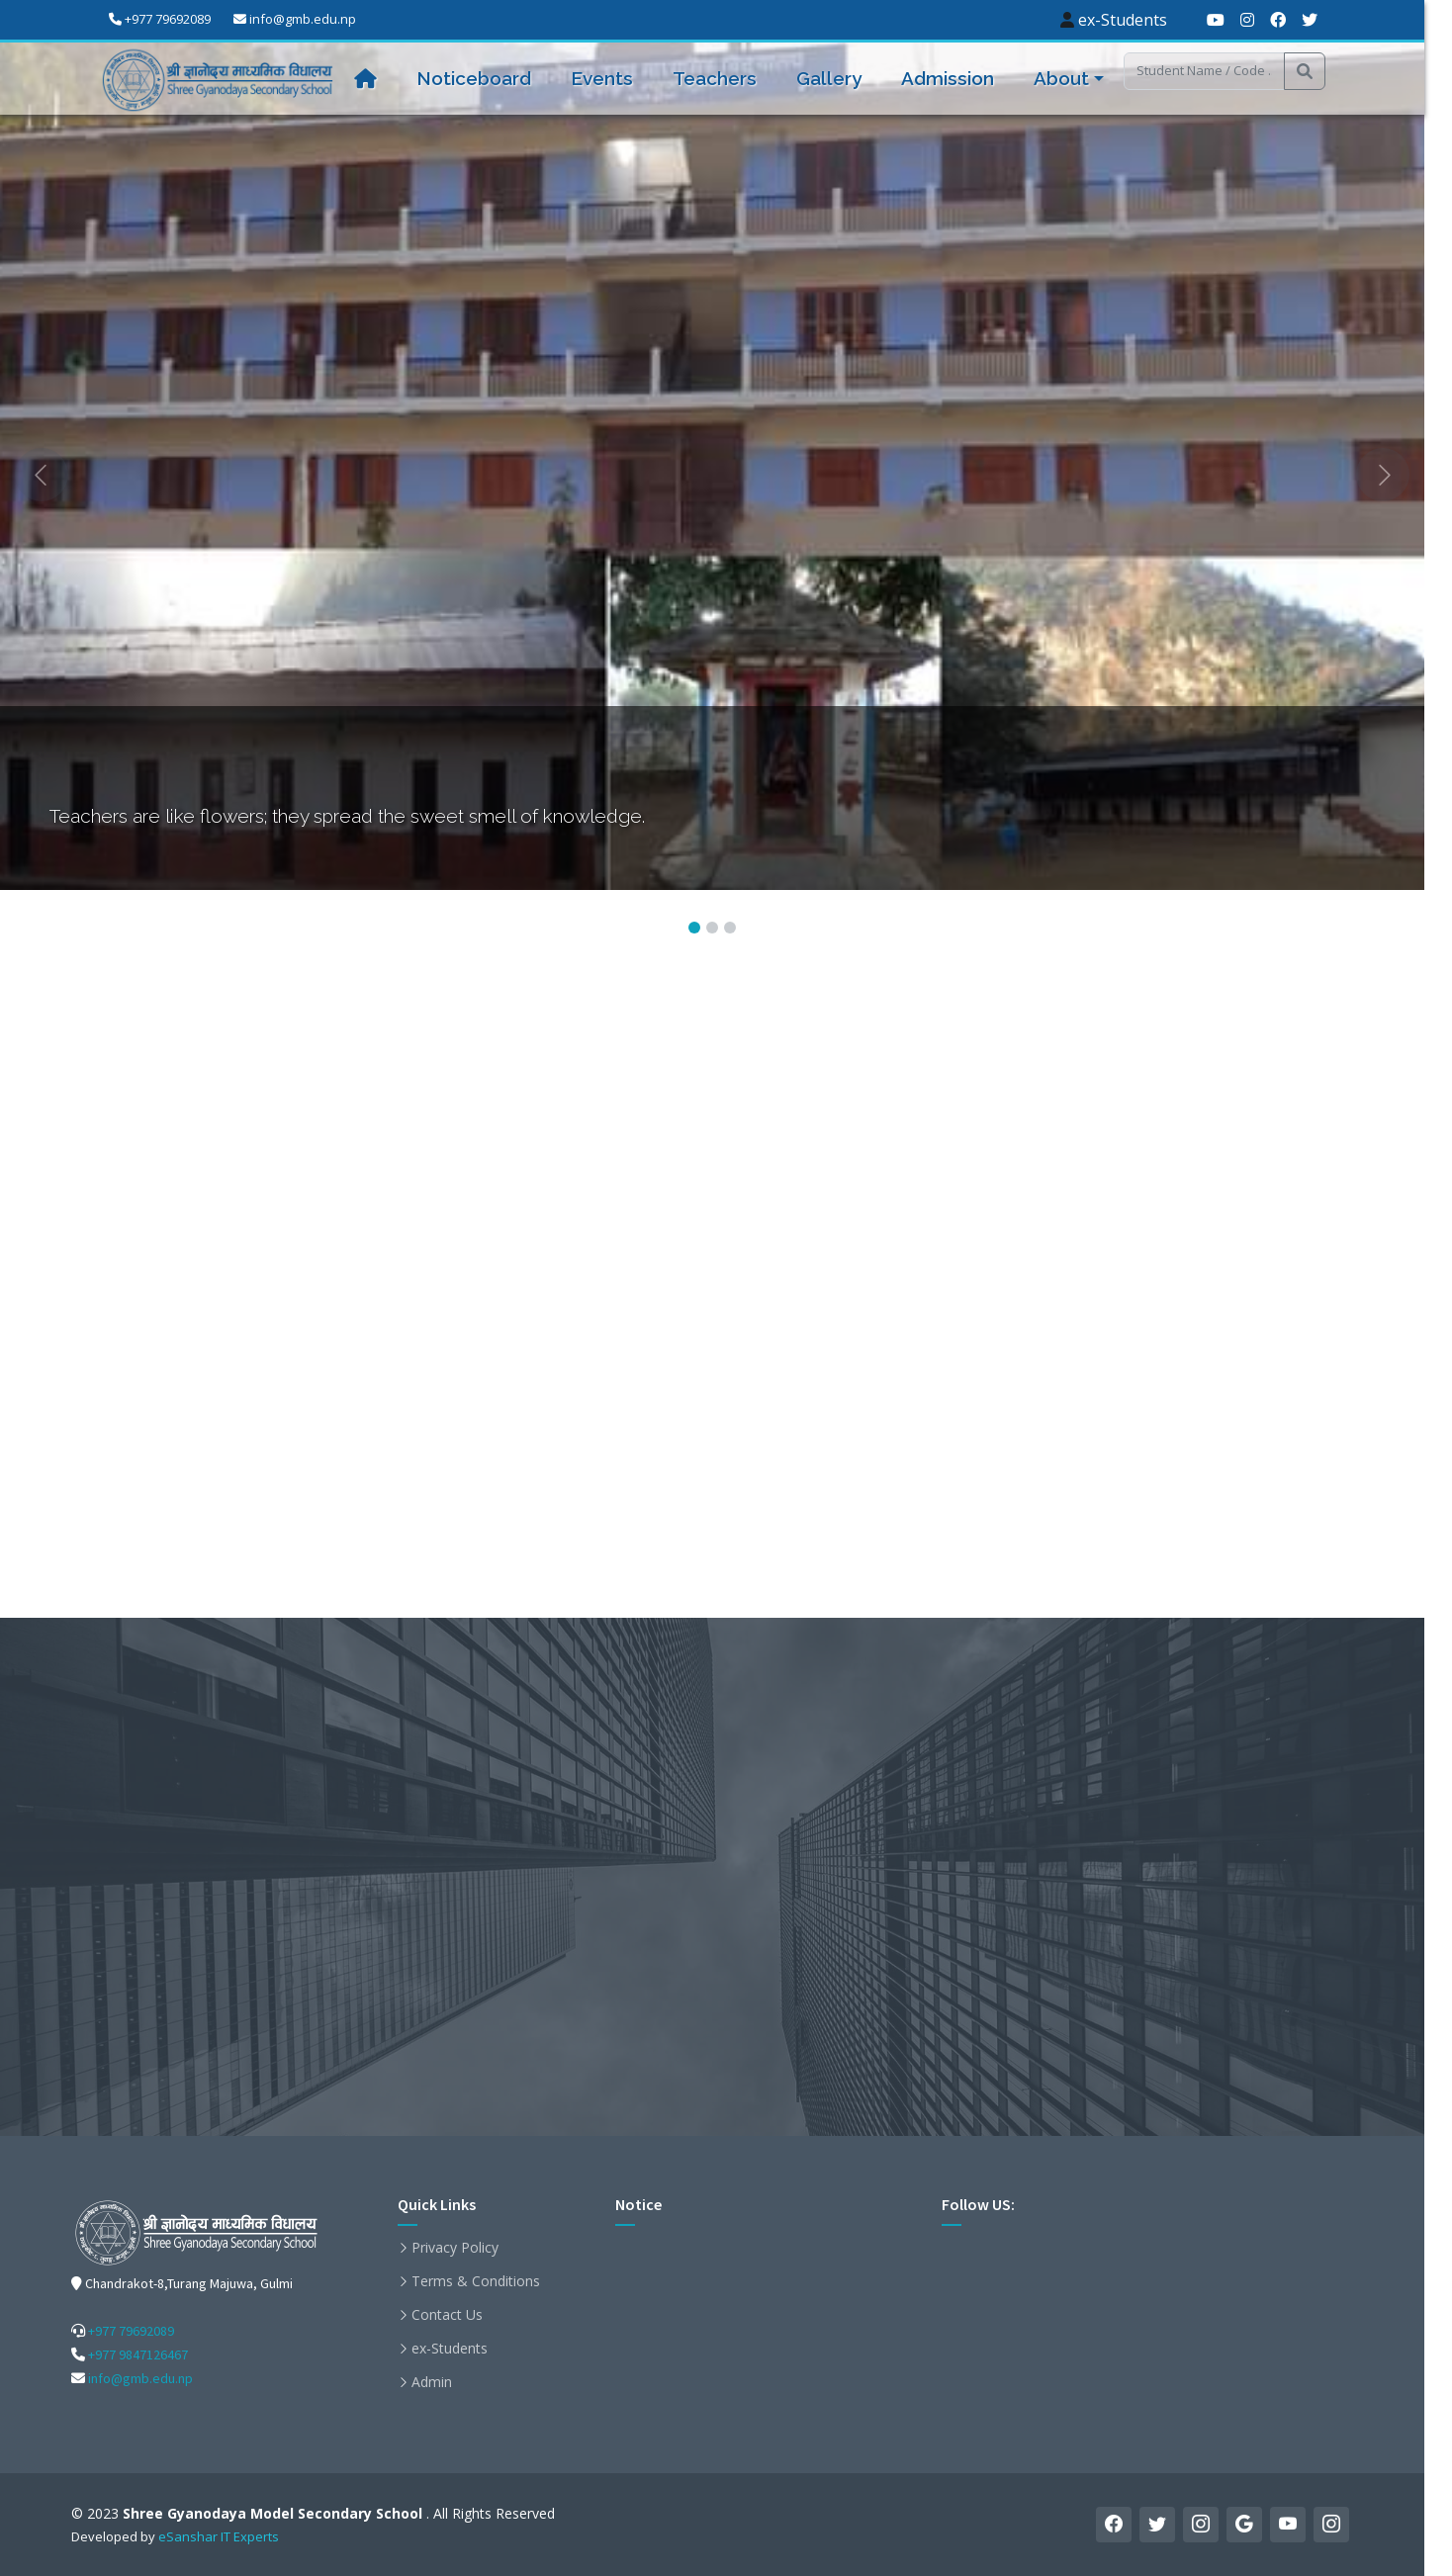 +977 79692089 info@gmb.edu.np ex-Students
श्री ज्ञानोदय माध्यमिक विधालय
Shree Gyanodaya Secondary School
Noticeboard Events Teachers Gallery Admission About
Student Name / Code .
Teachers are like flowers; they spread the sweet smell of knowledge.
श्री ज्ञानोदय माध्यमिक विधालय
Shree Gyanodaya Secondary School
Chandrakot-8,Turang Majuwa, Gulmi
+977 79692089
+977 9847126467
info@gmb.edu.np
Quick Links
Privacy Policy
Terms & Conditions
Contact Us
ex-Students
Admin
Notice
Follow US:
© 2023 Shree Gyanodaya Model Secondary School . All Rights Reserved
Developed by eSanshar IT Experts